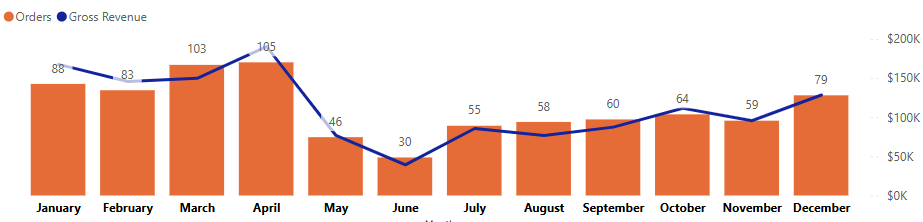 Orders Gross Revenue
88 83 103 105 46 30 55 58 60 64 59 79
$200K
$150K
$100K
$50K
$0K
January February March April May June July August September October November December